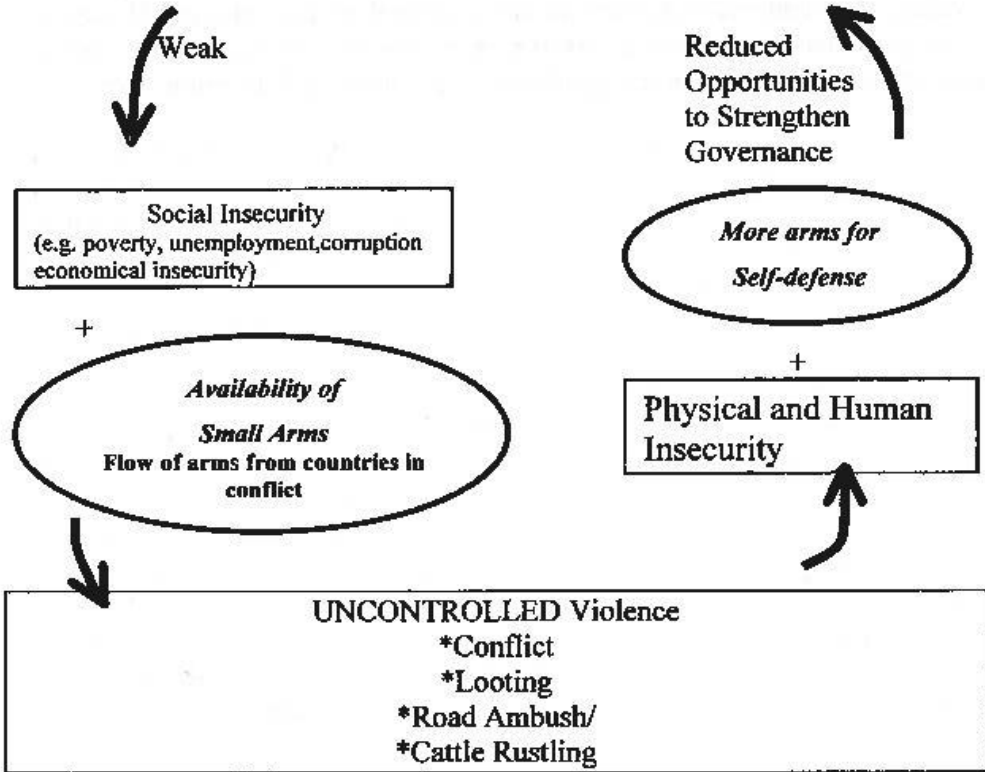 Weak
Social Insecurity
(e.g. poverty, unemployment,corruption
economical insecurity)
+
Availability of
Small Arms
Flow of arms from countries in
conflict
UNCONTROLLED Violence
*Conflict
*Looting
*Road Ambush/
*Cattle Rustling
Physical and Human
Insecurity
+
More arms for
Self-defense
Reduced
Opportunities
to Strengthen
Governance